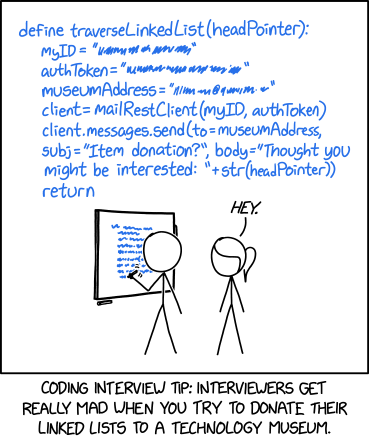 define traverseLinkedList(headPointer):
myID = "
authToken = "
museumAddress = "
client = mailRestClient(myID, authToken)
client.messages.send(to=museumAddress,
subj="Item donation?", body="Thought you
might be interested: "+str(headPointer))
return
HEY.
CODING INTERVIEW TIP: INTERVIEWERS GET
REALLY MAD WHEN YOU TRY TO DONATE THEIR
LINKED LISTS TO A TECHNOLOGY MUSEUM.